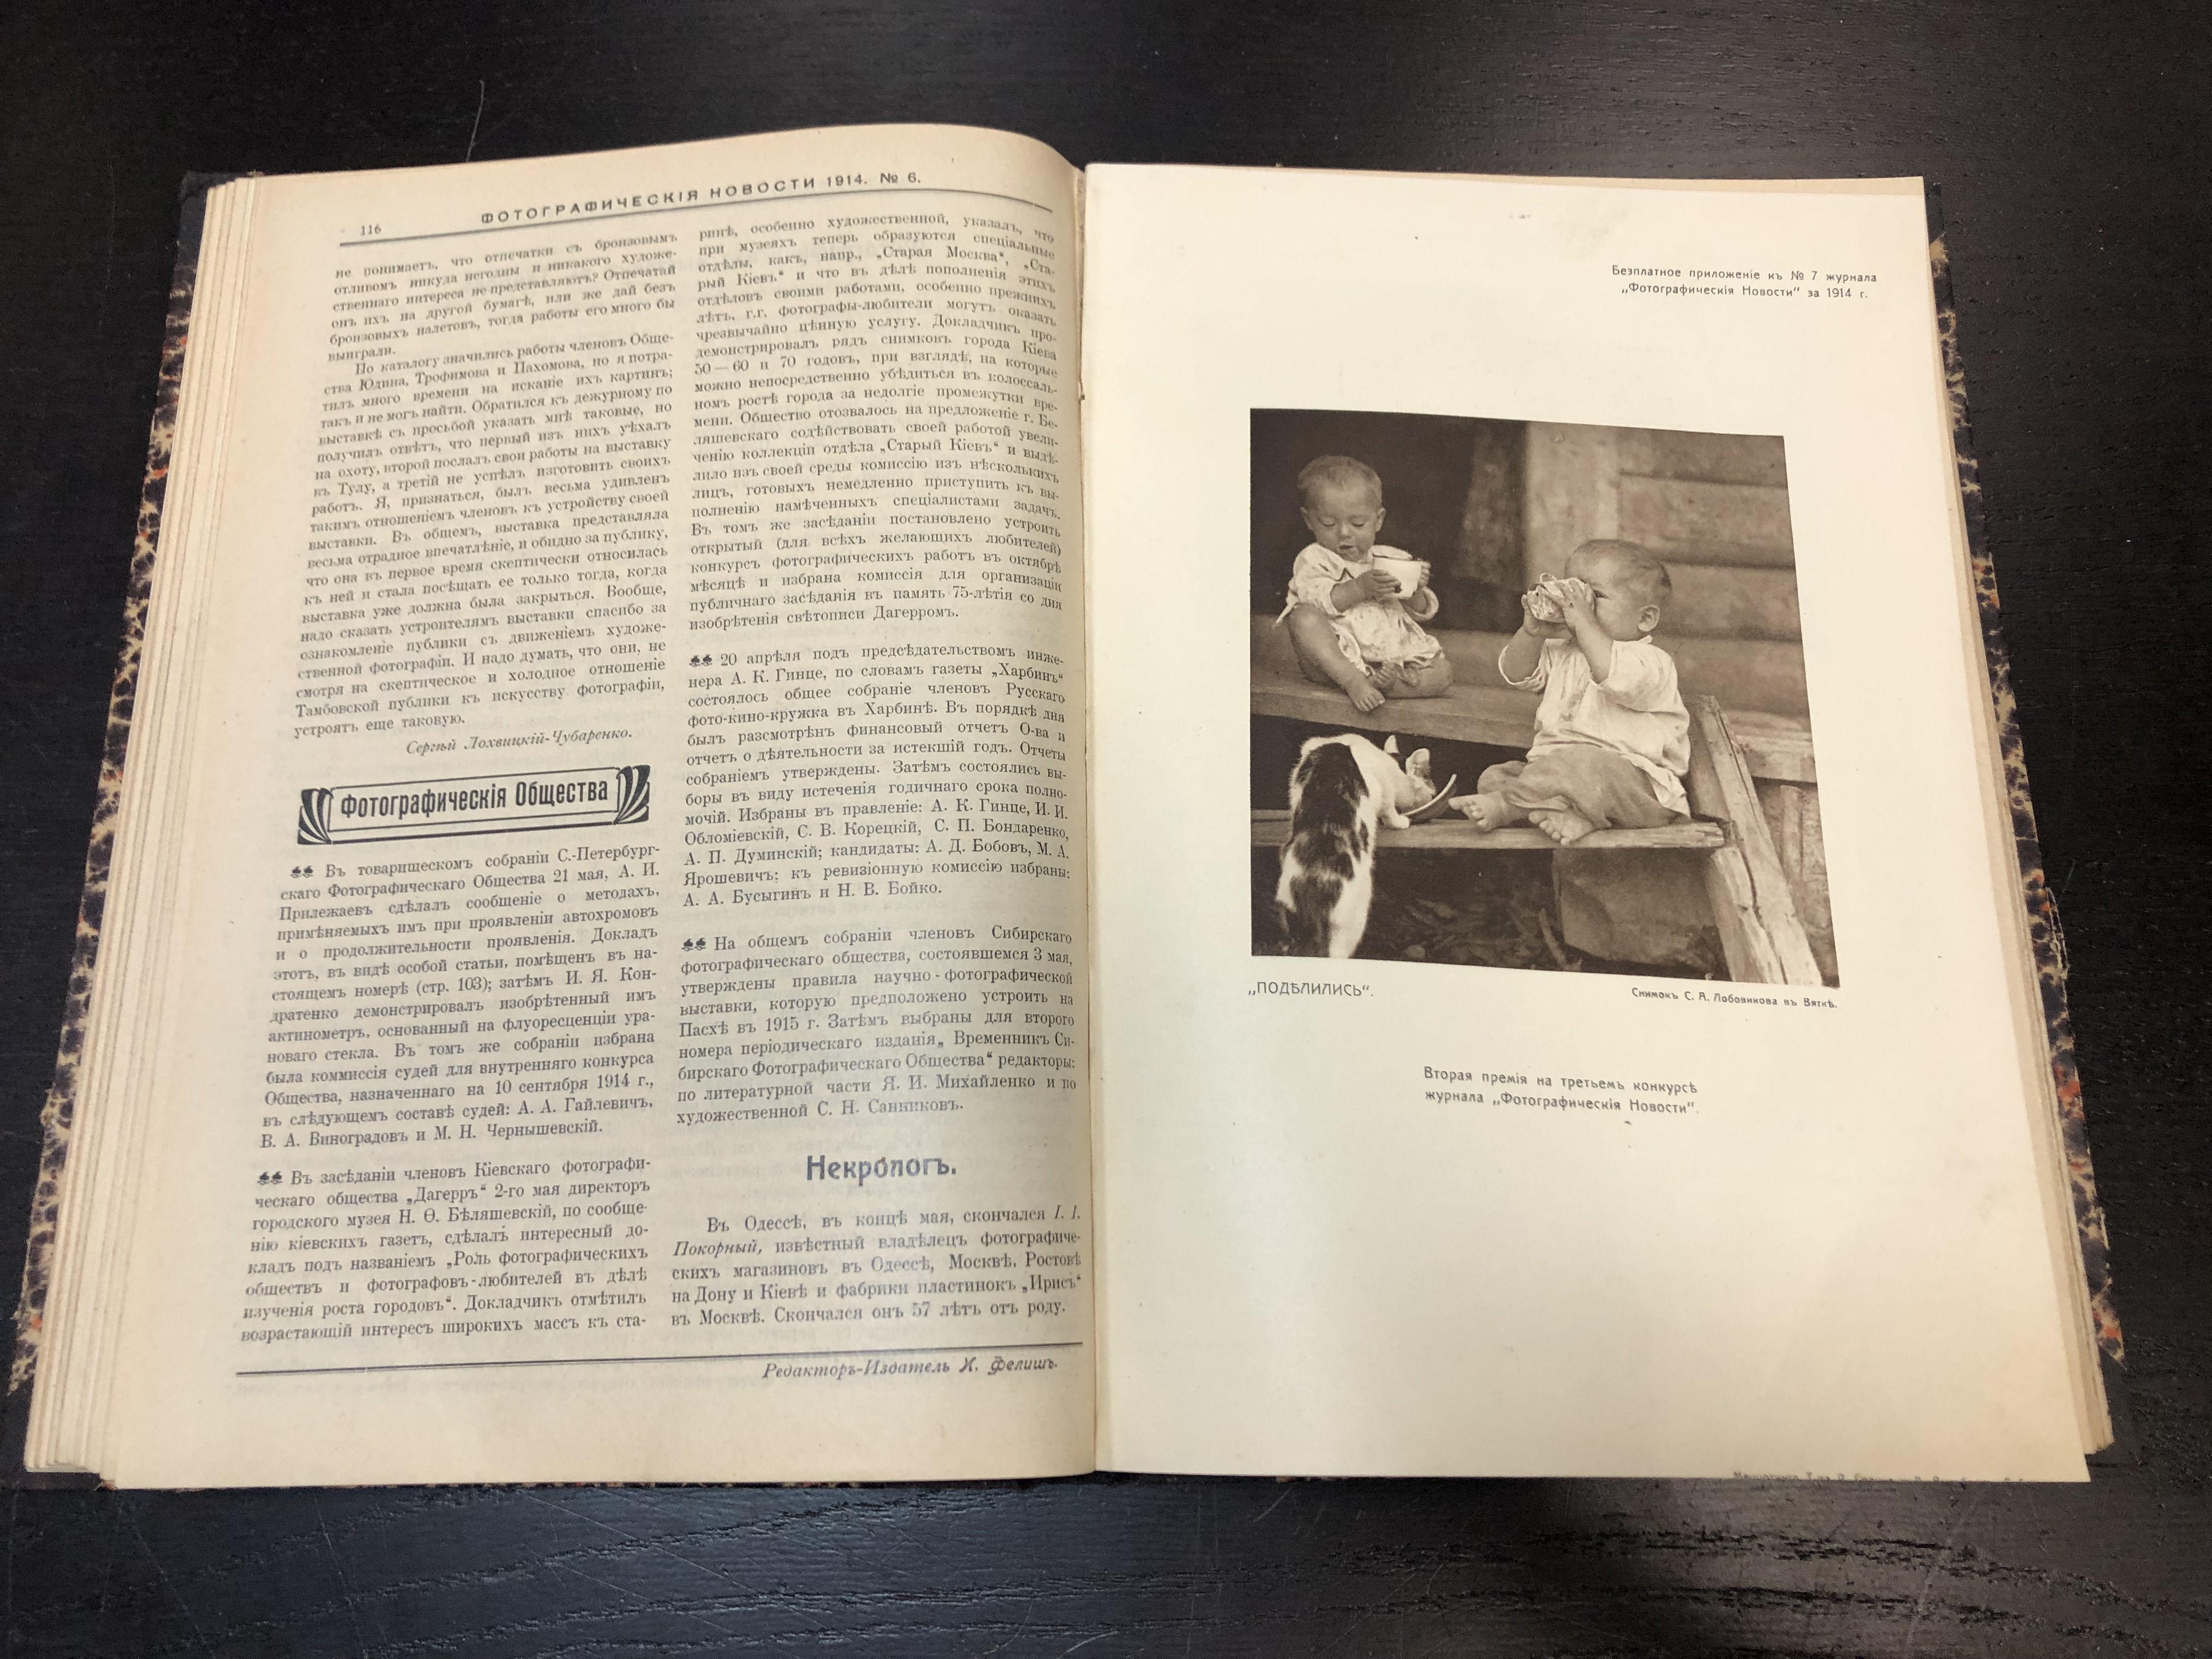 116
ФОТОГРАФИЧЕСКІЯ НОВОСТИ 1914. № 6.
не понимаетъ, что отпечатки съ бронзовымъ
отливомъ никуда негодны и никакого художе-
ственнаго интереса не представляютъ? Отпечатай
онъ ихъ на другой бумагѣ, или же дай безъ
бронзовыхъ налетовъ, тогда работы его много бы
выиграли.
По каталогу значились работы членовъ Обще-
ства Юдина, Трофимова и Пахомова, но я потра-
тилъ много времени на исканіе ихъ картинъ;
такъ и не могъ найти. Обратился къ дежурному по
выставкѣ съ просьбой указать мнѣ таковые, но
получилъ отвѣтъ, что первый изъ нихъ уѣхалъ
на охоту, второй послалъ свои работы на выставку
къ Тулу, а третій не успѣлъ изготовить своихъ
работъ. Я, признаться, былъ весьма удивленъ
такимъ отношеніемъ членовъ къ устройству своей
выставки. Въ общемъ, выставка представляла
весьма отрадное впечатлѣніе, и обидно за публику,
что она въ первое время скептически относилась
къ ней и стала посѣщать ее только тогда, когда
выставка уже должна была закрыться. Вообще,
надо сказать устроителямъ выставки спасибо за
ознакомленіе публики съ движеніемъ художе-
ственной фотографіи. И надо думать, что они, не
смотря на скептическое и холодное отношеніе
Тамбовской публики къ искусству фотографіи,
устроятъ еще таковую.
Сергѣй Лохвицкій-Чубаренко.
Фотографическія Общества
Въ товарищескомъ собраніи С.-Петербург-
скаго Фотографическаго Общества 21 мая, А. И.
Прилежаевъ сдѣлалъ сообщеніе о методахъ,
примѣняемыхъ имъ при проявленіи автохромовъ
и о продолжительности проявленія. Докладъ
этотъ, въ видѣ особой статьи, помѣщенъ въ на-
стоящемъ номерѣ (стр. 103); затѣмъ И. Я. Кон-
дратенко демонстрировалъ изобрѣтенный имъ
актинометръ, основанный на флуоресценціи ура-
новаго стекла. Въ томъ же собраніи избрана
была коммиссія судей для внутренняго конкурса
Общества, назначеннаго на 10 сентября 1914 г.,
въ слѣдующемъ составѣ судей: А. А. Гайлевичъ,
В. А. Виноградовъ и М. Н. Чернышевскій.
Въ засѣданіи членовъ Кіевскаго фотографи-
ческаго общества „Дагерръ“ 2-го мая директоръ
городского музея Н. Ѳ. Бѣляшевскій, по сообще-
нію кіевскихъ газетъ, сдѣлалъ интересный до-
кладъ подъ названіемъ „Роль фотографическихъ
обществъ и фотографовъ-любителей въ дѣлѣ
изученія роста городовъ“. Докладчикъ отмѣтилъ
возрастающій интересъ широкихъ массъ къ ста-
ринѣ, особенно художественной, указалъ, что
при музеяхъ теперь образуются спеціальные
отдѣлы, какъ, напр., „Старая Москва“, „Ста-
рый Кіевъ“ и что въ дѣлѣ пополненія этихъ
отдѣловъ своими работами, особенно прежнихъ
лѣтъ, г.г. фотографы-любители могутъ оказать
чрезвычайно цѣнную услугу. Докладчикъ про-
демонстрировалъ рядъ снимковъ города Кіева
50—60 и 70 годовъ, при взглядѣ, на которые
можно непосредственно убѣдиться въ колоссаль-
номъ ростѣ города за недолгіе промежутки вре-
мени. Общество отозвалось на предложеніе г. Бе-
ляшевскаго содѣйствовать своей работой увели-
ченію коллекціи отдѣла „Старый Кіевъ“ и выдѣ-
лило изъ своей среды комиссію изъ нѣсколькихъ
лицъ, готовыхъ немедленно приступить къ вы-
полненію намѣченныхъ спеціалистами задачъ.
Въ томъ же засѣданіи постановлено устроить
открытый (для всѣхъ желающихъ любителей)
конкурсъ фотографическихъ работъ въ октябрѣ
мѣсяцѣ и избрана комиссія для организаціи
публичнаго засѣданія въ память 75-лѣтія со дня
изобрѣтенія свѣтописи Дагерромъ.
20 апрѣля подъ предсѣдательствомъ инже-
нера А. К. Гинце, по словамъ газеты „Харбинъ“
состоялось общее собраніе членовъ Русскаго
фото-кино-кружка въ Харбинѣ. Въ порядкѣ дня
былъ разсмотрѣнъ финансовый отчетъ О-ва и
отчетъ о дѣятельности за истекшій годъ. Отчеты
собраніемъ утверждены. Затѣмъ состоялись вы-
боры въ виду истеченія годичнаго срока полно-
мочій. Избраны въ правленіе: А. К. Гинце, И. И.
Обломіевскій, С. В. Корецкій, С. П. Бондаренко,
А. П. Думинскій; кандидаты: А. Д. Бобовъ, М. А.
Ярошевичъ; къ ревизіонную комиссію избраны:
А. А. Бусыгинъ и Н. В. Бойко.
На общемъ собраніи членовъ Сибирскаго
фотографическаго общества, состоявшемся 3 мая,
утверждены правила научно-фотографической
выставки, которую предположено устроить на
Пасхѣ въ 1915 г. Затѣмъ выбраны для второго
номера періодическаго изданія„ Временникъ Си-
бирскаго Фотографическаго Общества“ редакторы:
по литературной части Я. И. Михайленко и по
художественной С. Н. Санниковъ.
Некрологъ.
Въ Одессѣ, въ концѣ мая, скончался І. І.
Покорный, извѣстный владѣлецъ фотографиче-
скихъ магазиновъ въ Одессѣ, Москвѣ, Ростовѣ
на Дону и Кіевѣ и фабрики пластинокъ „Ирисъ“
въ Москвѣ. Скончался онъ 57 лѣтъ отъ роду.
Редакторъ-Издатель К. Фелишъ.
Безплатное приложеніе къ № 7 журнала
„Фотографическія Новости“ за 1914 г.
„ПОДѢЛИЛИСЬ“.
Снимокъ С. А. Лобовикова въ Вяткѣ.
Вторая премія на третьемъ конкурсѣ
журнала „Фотографическія Новости“.